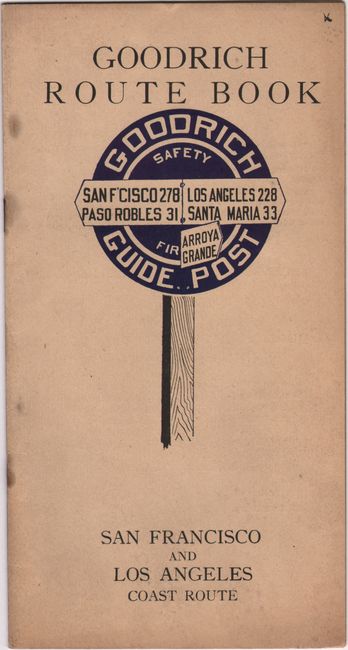 GOODRICH
ROUTE BOOK
GOODRICH
SAFETY
SAN F'CISCO 278
PASO ROBLES 31
LOS ANGELES 228
SANTA MARIA 33
FIR
ARROYA
GRANDE
GUIDE POST
SAN FRANCISCO
AND
LOS ANGELES
COAST ROUTE